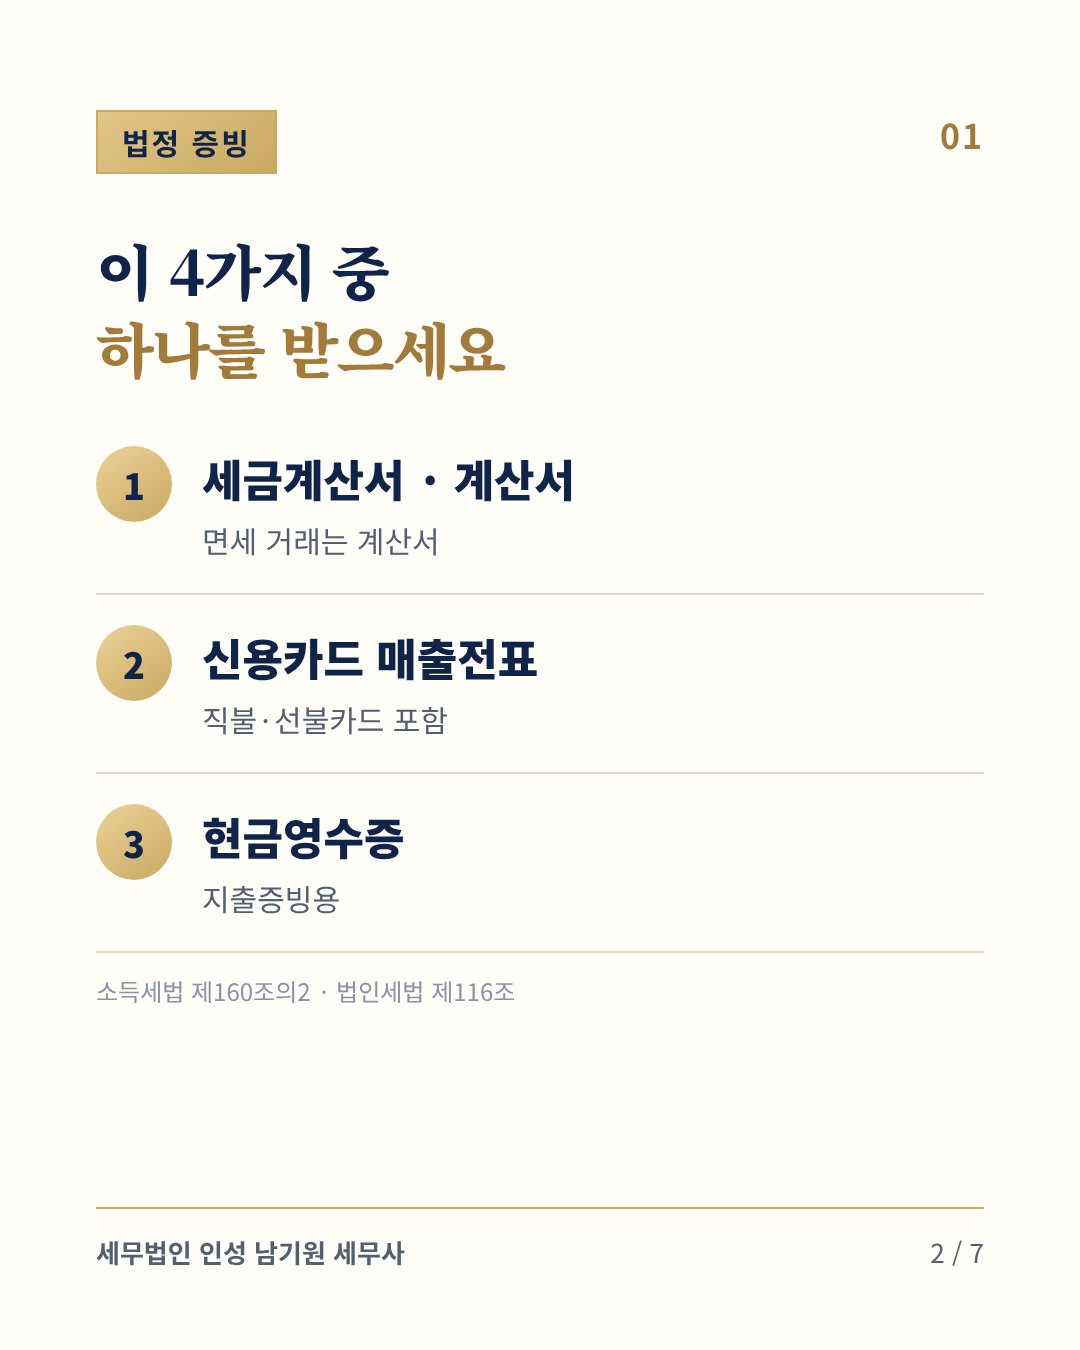 법정 증빙
01
이 4가지 중
하나를 받으세요
1
세금계산서 · 계산서
면세 거래는 계산서
2
신용카드 매출전표
직불·선불카드 포함
3
현금영수증
지출증빙용
소득세법 제160조의2 · 법인세법 제116조
세무법인 인성 남기원 세무사
2 / 7